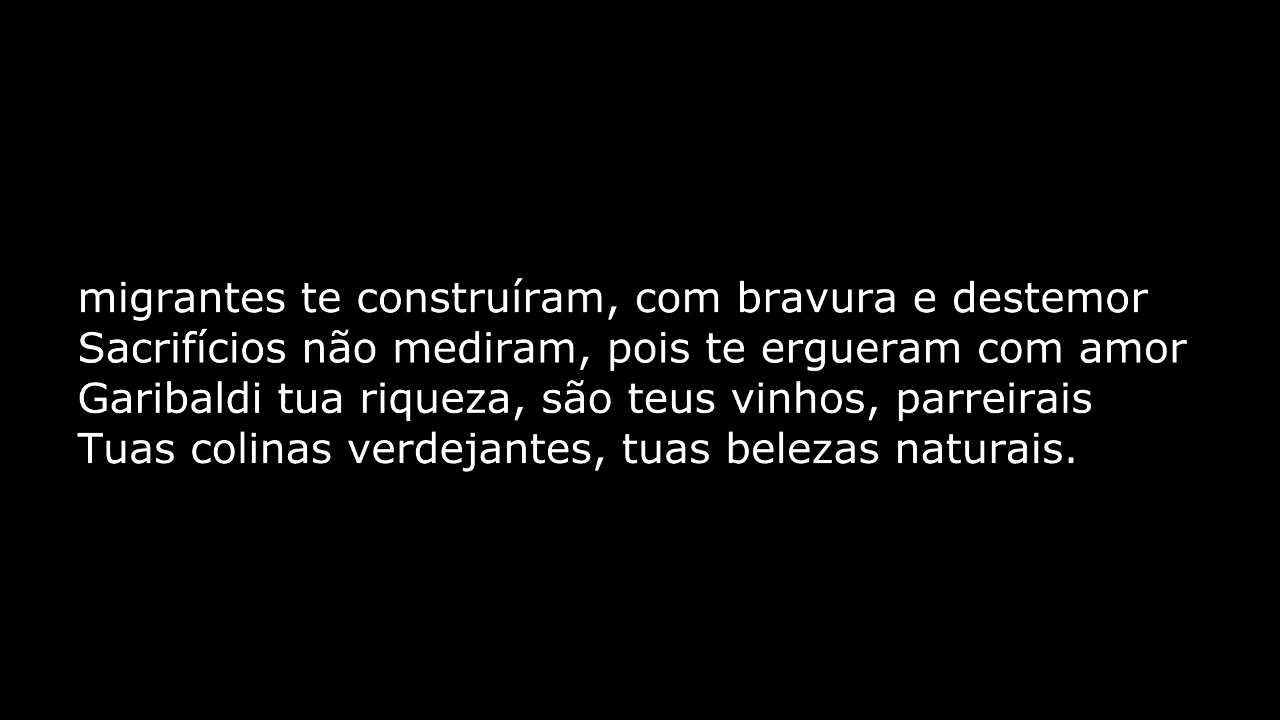 migrantes te construíram, com bravura e destemor
Sacrifícios não mediram, pois te ergueram com amor
Garibaldi tua riqueza, são teus vinhos, parreirais
Tuas colinas verdejantes, tuas belezas naturais.